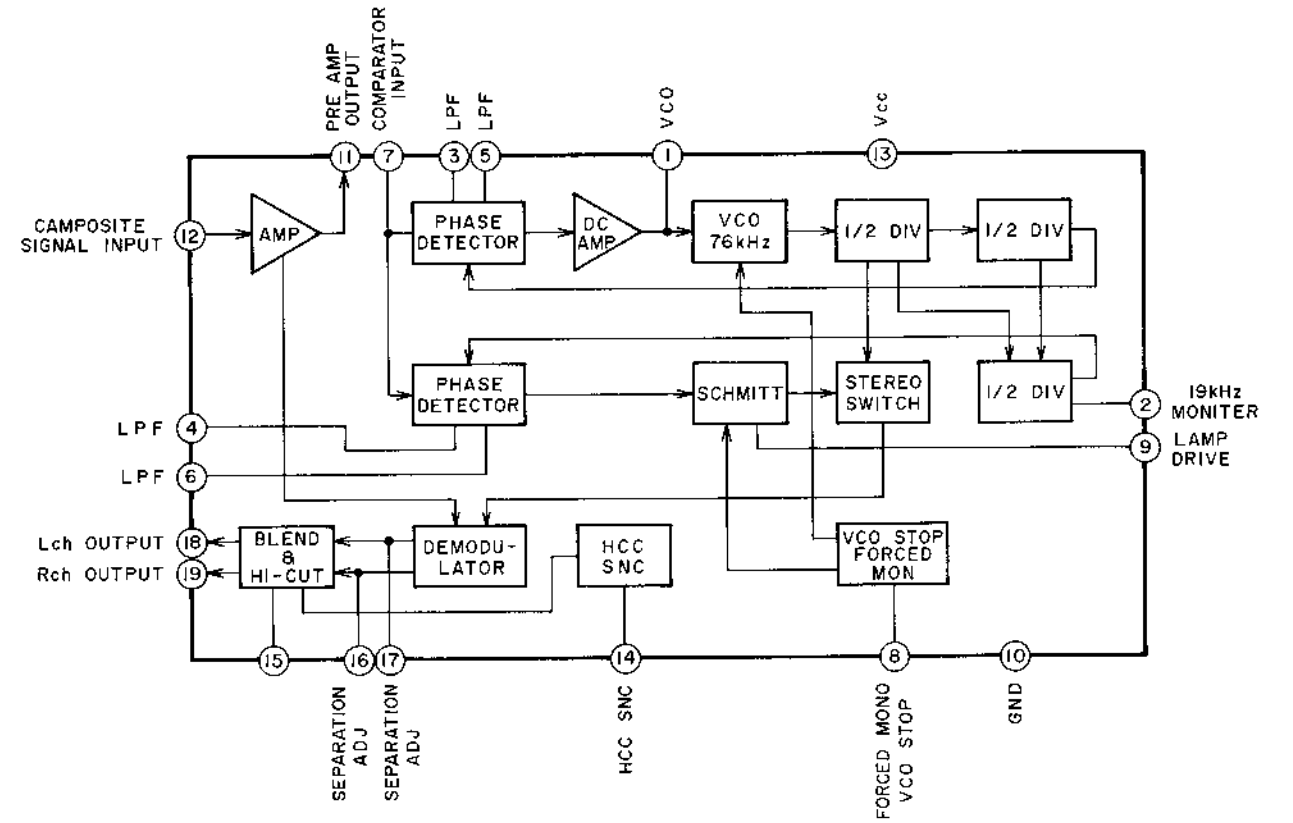 PRE AMP
OUTPUT
COMPARATOR
INPUT
LPF
LPF
VCO
Vcc
11
7
3
5
1
13
CAMPOSITE
SIGNAL INPUT
12
AMP
PHASE
DETECTOR
DC
AMP
VCO
76kHz
1/2 DIV
1/2 DIV
PHASE
DETECTOR
SCHMITT
STEREO
SWITCH
1/2 DIV
2
19kHz
MONITER
9
LAMP
DRIVE
LPF
4
LPF
6
Lch OUTPUT
18
Rch OUTPUT
19
BLEND
&
HI-CUT
DEMODU-
LATOR
HCC
SNC
VCO STOP
FORCED
MON
15
16
17
14
8
10
SEPARATION
ADJ
SEPARATION
ADJ
HCC SNC
FORCED MONO
VCO STOP
GND